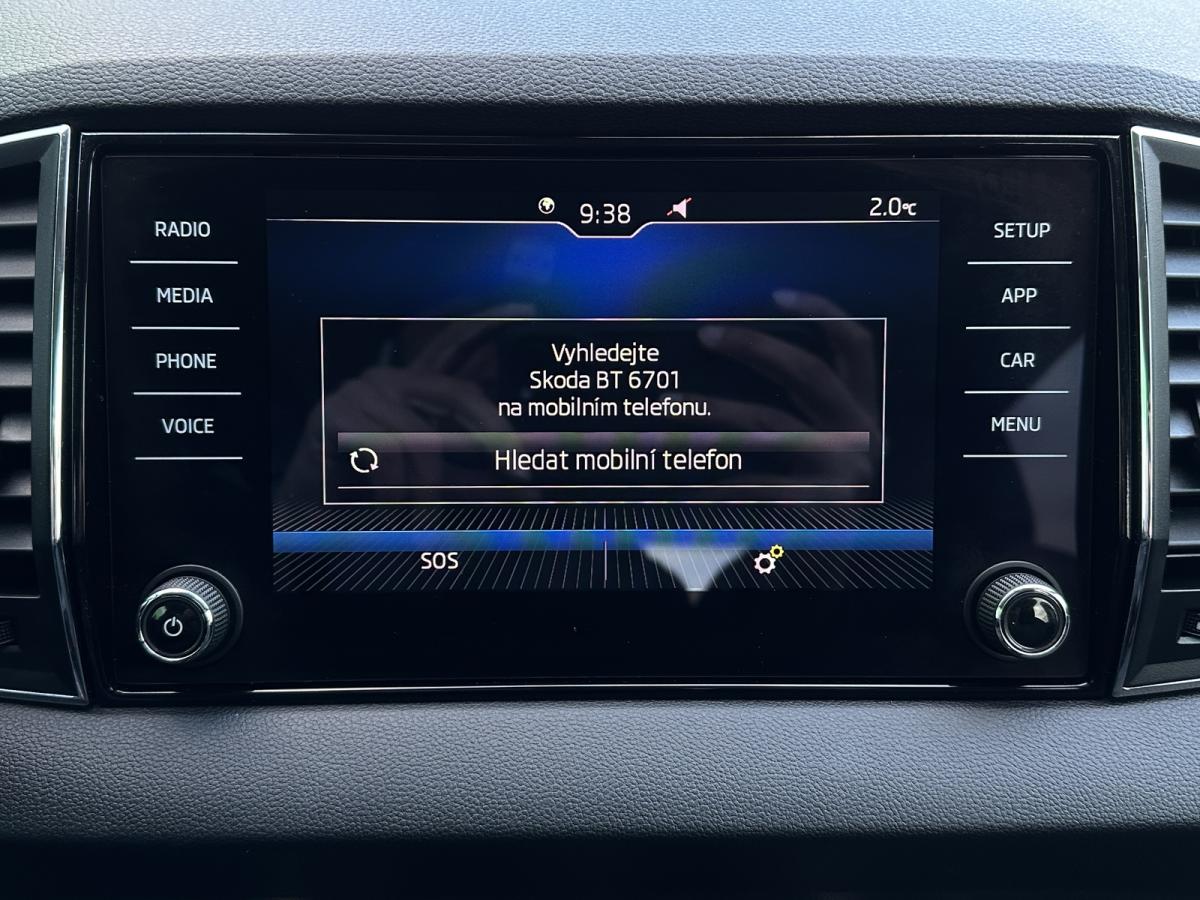 9:38
2.0°C
RADIO
MEDIA
PHONE
VOICE
Vyhledejte
Skoda BT 6701
na mobilním telefonu.
Hledat mobilní telefon
SOS
SETUP
APP
CAR
MENU